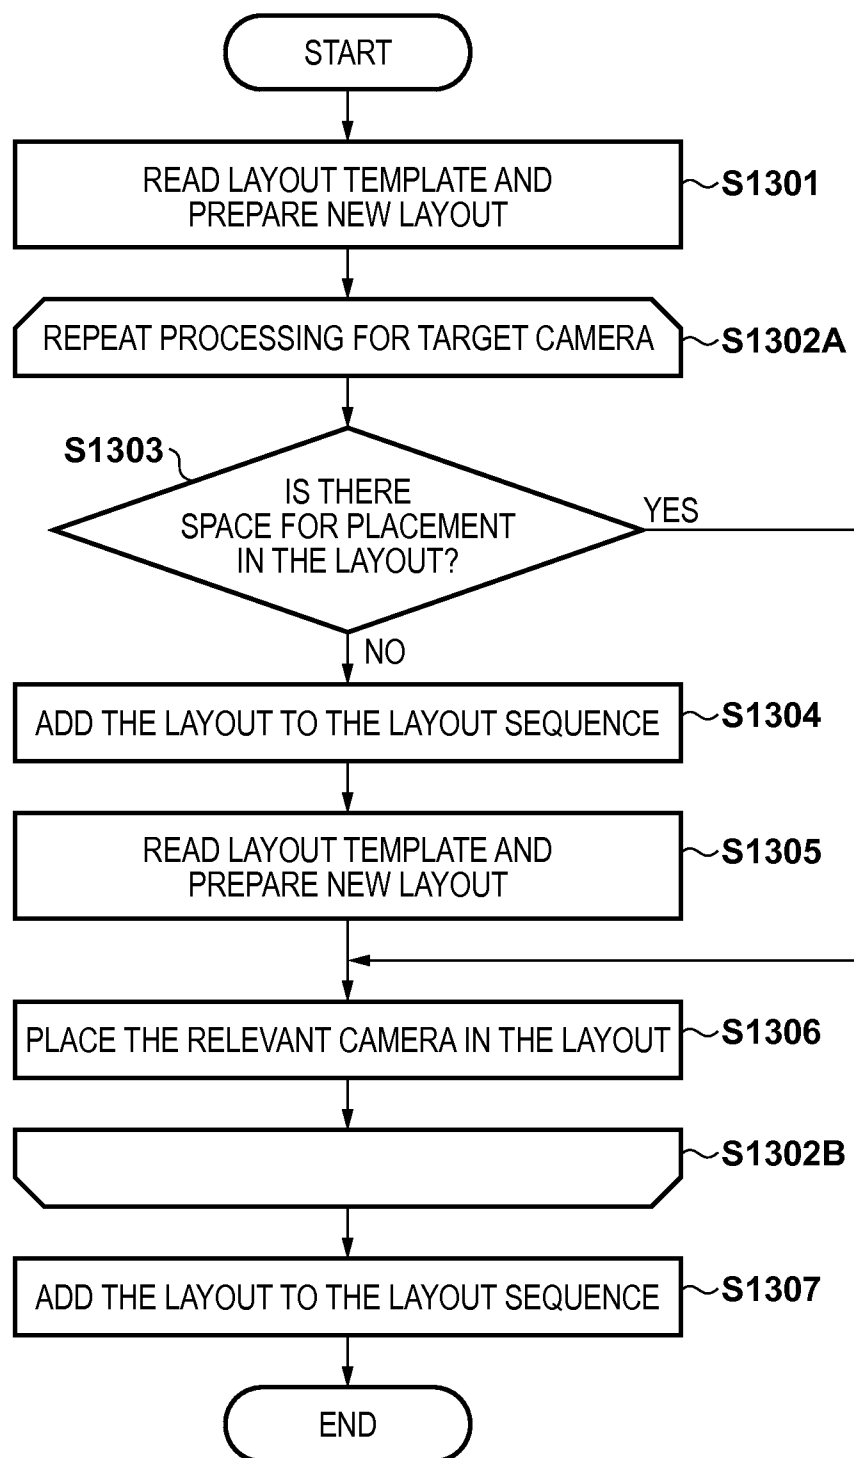 START
READ LAYOUT TEMPLATE AND
PREPARE NEW LAYOUT
S1301
REPEAT PROCESSING FOR TARGET CAMERA
S1302A
S1303
IS THERE
SPACE FOR PLACEMENT
IN THE LAYOUT?
YES
NO
ADD THE LAYOUT TO THE LAYOUT SEQUENCE
S1304
READ LAYOUT TEMPLATE AND
PREPARE NEW LAYOUT
S1305
PLACE THE RELEVANT CAMERA IN THE LAYOUT
S1306
S1302B
ADD THE LAYOUT TO THE LAYOUT SEQUENCE
S1307
END